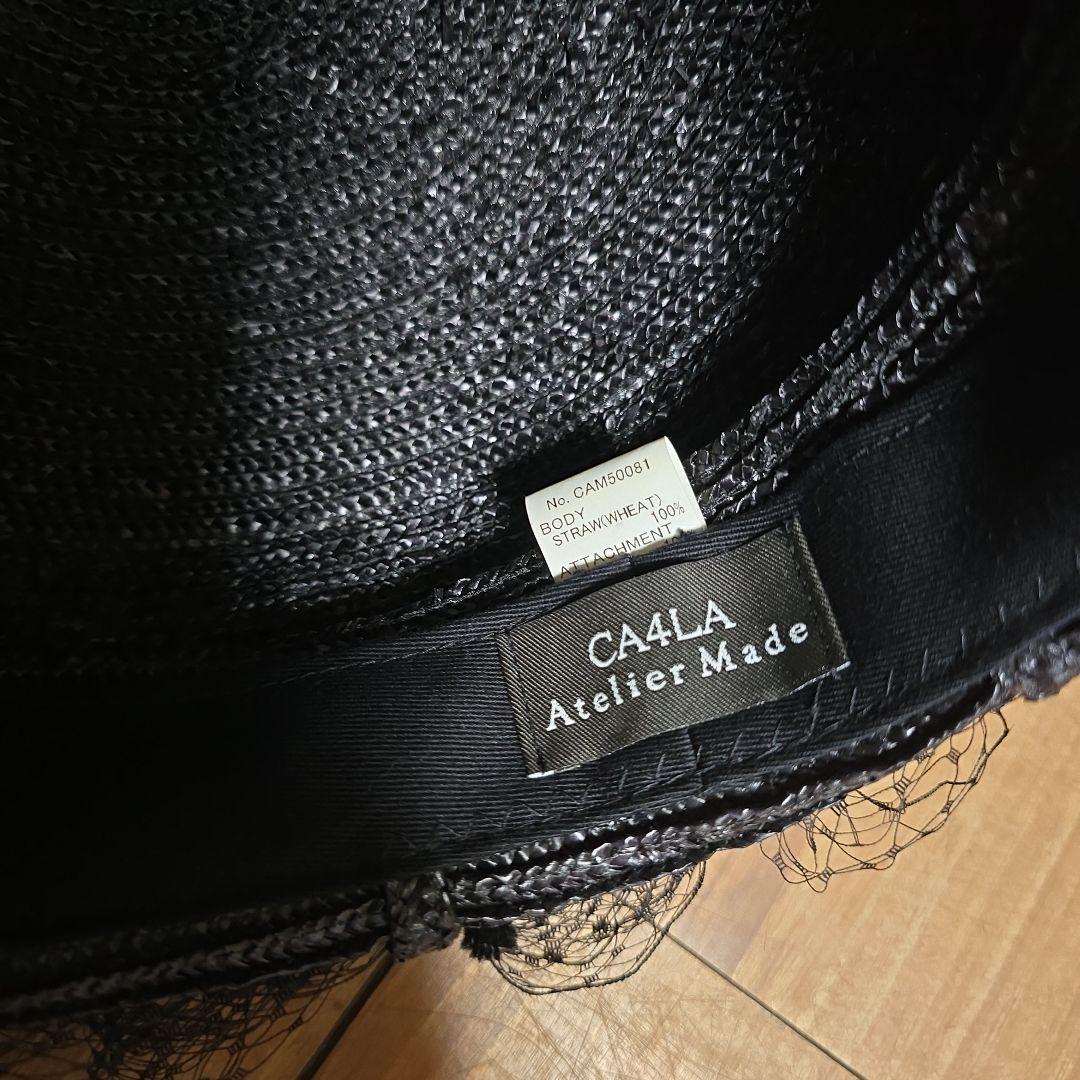 No. CAM50081
BODY
STRAW(WHEAT)
100%
ATTACHMENT
CA4LA
Atelier Made